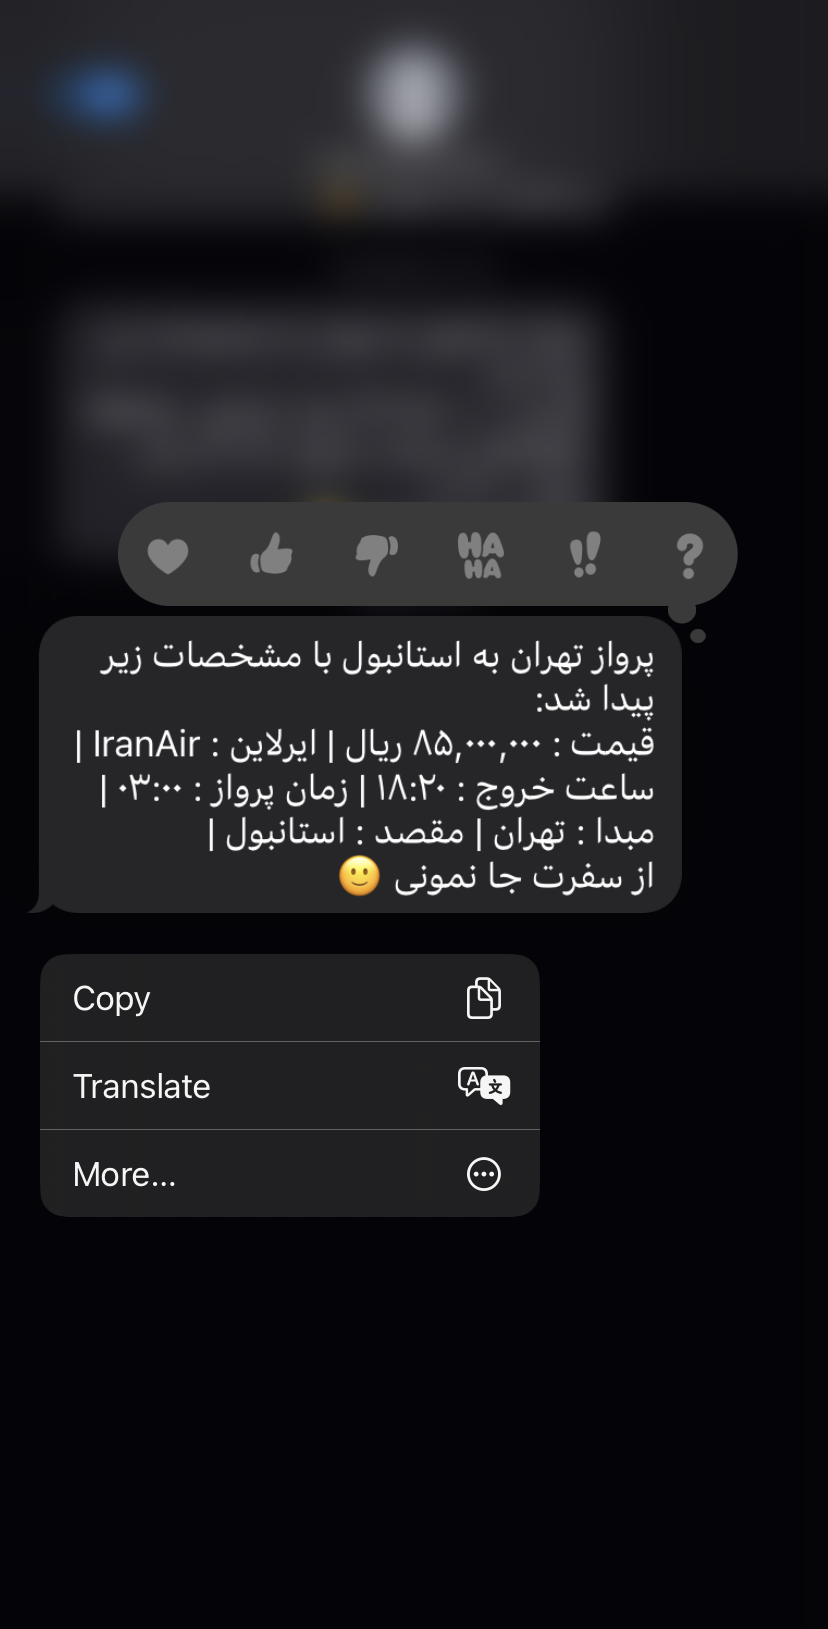 HA
HA
!!
?
پرواز تهران به استانبول با مشخصات زیر
پیدا شد:
قیمت : ۸۵,۰۰۰,۰۰۰ ریال | ایرلاین : IranAir |
ساعت خروج : ۱۸:۲۰ | زمان پرواز : ۰۳:۰۰ |
مبدا : تهران | مقصد : استانبول |
از سفرت جا نمونی 🙂
Copy
Translate
More...